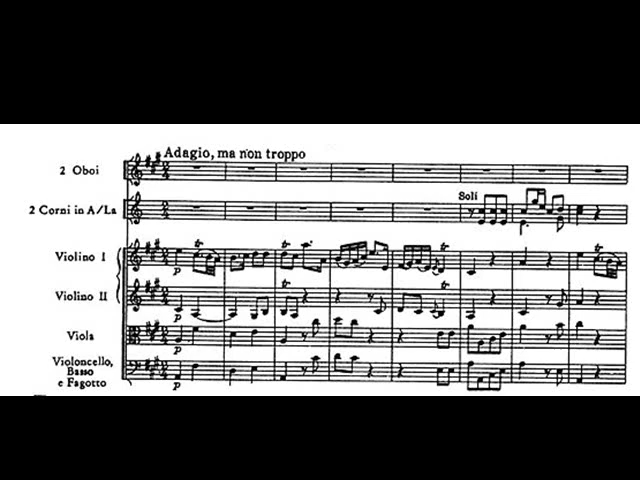 Adagio, ma non troppo
2 Oboi
2 Corni in A/La
Soli
Violino I
p
Violino II
p
Viola
p
Violoncello,
Basso
e Fagotto
p